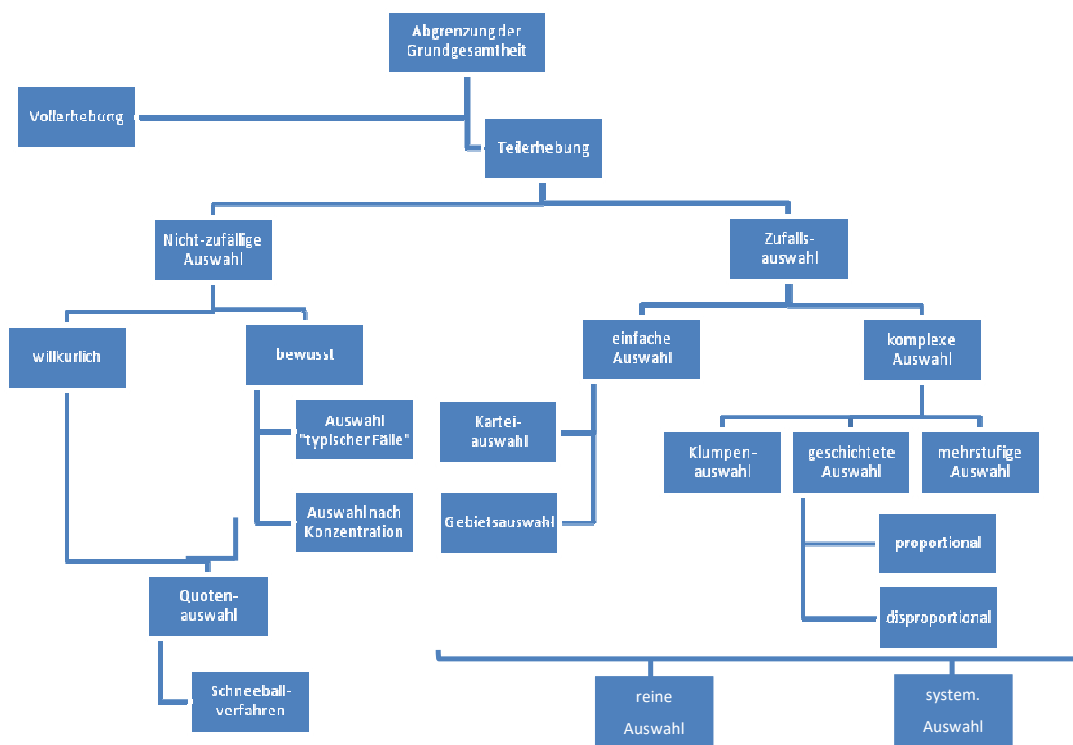 Abgrenzung der
Grundgesamtheit
Vollerhebung
Teilerhebung
Nicht-zufällige
Auswahl
Zufalls-
auswahl
willkürlich
bewusst
einfache
Auswahl
komplexe
Auswahl
Auswahl
"typischer Fälle"
Kartei-
auswahl
Klumpen-
auswahl
geschichtete
Auswahl
mehrstufige
Auswahl
Auswahl nach
Konzentration
Gebietsauswahl
proportional
Quoten-
auswahl
disproportional
Schneeball-
verfahren
reine
Auswahl
system.
Auswahl